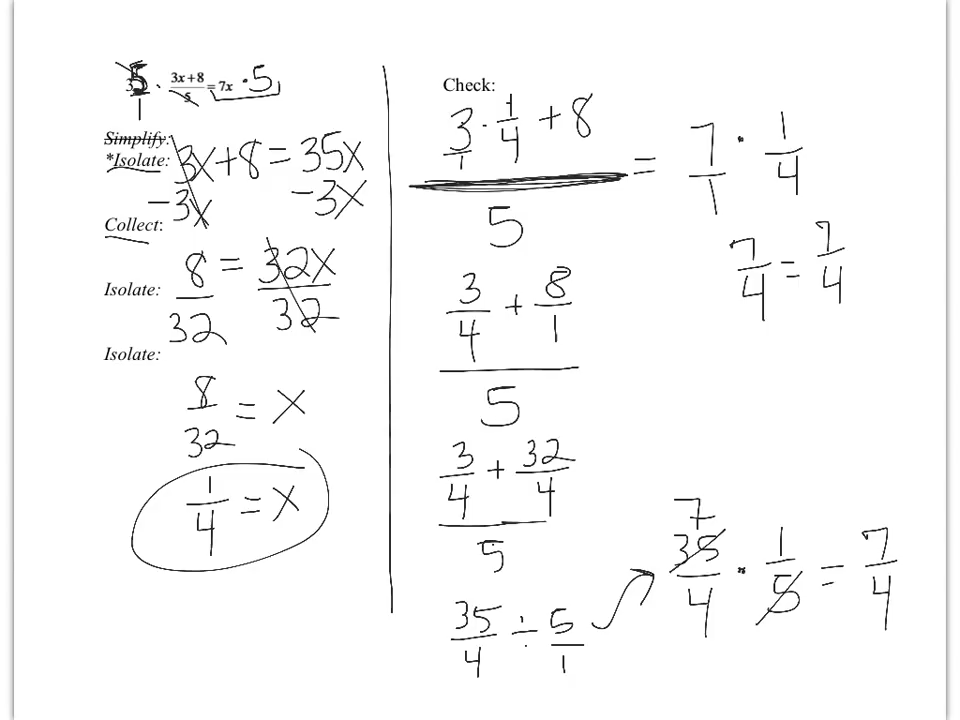 5/1 · (3x+8)/5 = 7x · 5
Simplify:
*Isolate: 3x + 8 = 35x
-3x -3x
Collect:
Isolate: 8/32 = 32x/32
Isolate:
8/32 = x
1/4 = x
Check:
(3/1 · 1/4 + 8)/5 = 7/1 · 1/4
7/4 = 7/4
(3/4 + 8/1)/5
(3/4 + 32/4)/5
35/4 ÷ 5/1
7
35/4 · 1/5 = 7/4